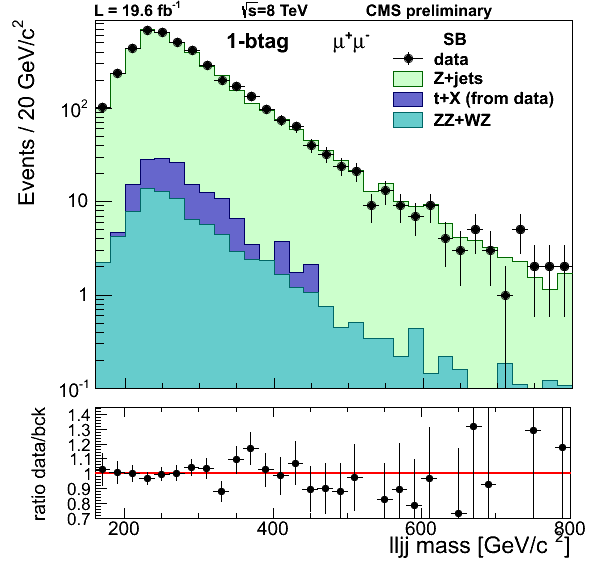 L = 19.6 fb⁻¹ √s=8 TeV CMS preliminary
1-btag μ⁺μ⁻ SB
data
Z+jets
t+X (from data)
ZZ+WZ
Events / 20 GeV/c²
10²
10
1
10⁻¹
ratio data/bck
1.4
1.3
1.2
1.1
1
0.9
0.8
0.7
200 400 600 800
lljj mass [GeV/c ²]